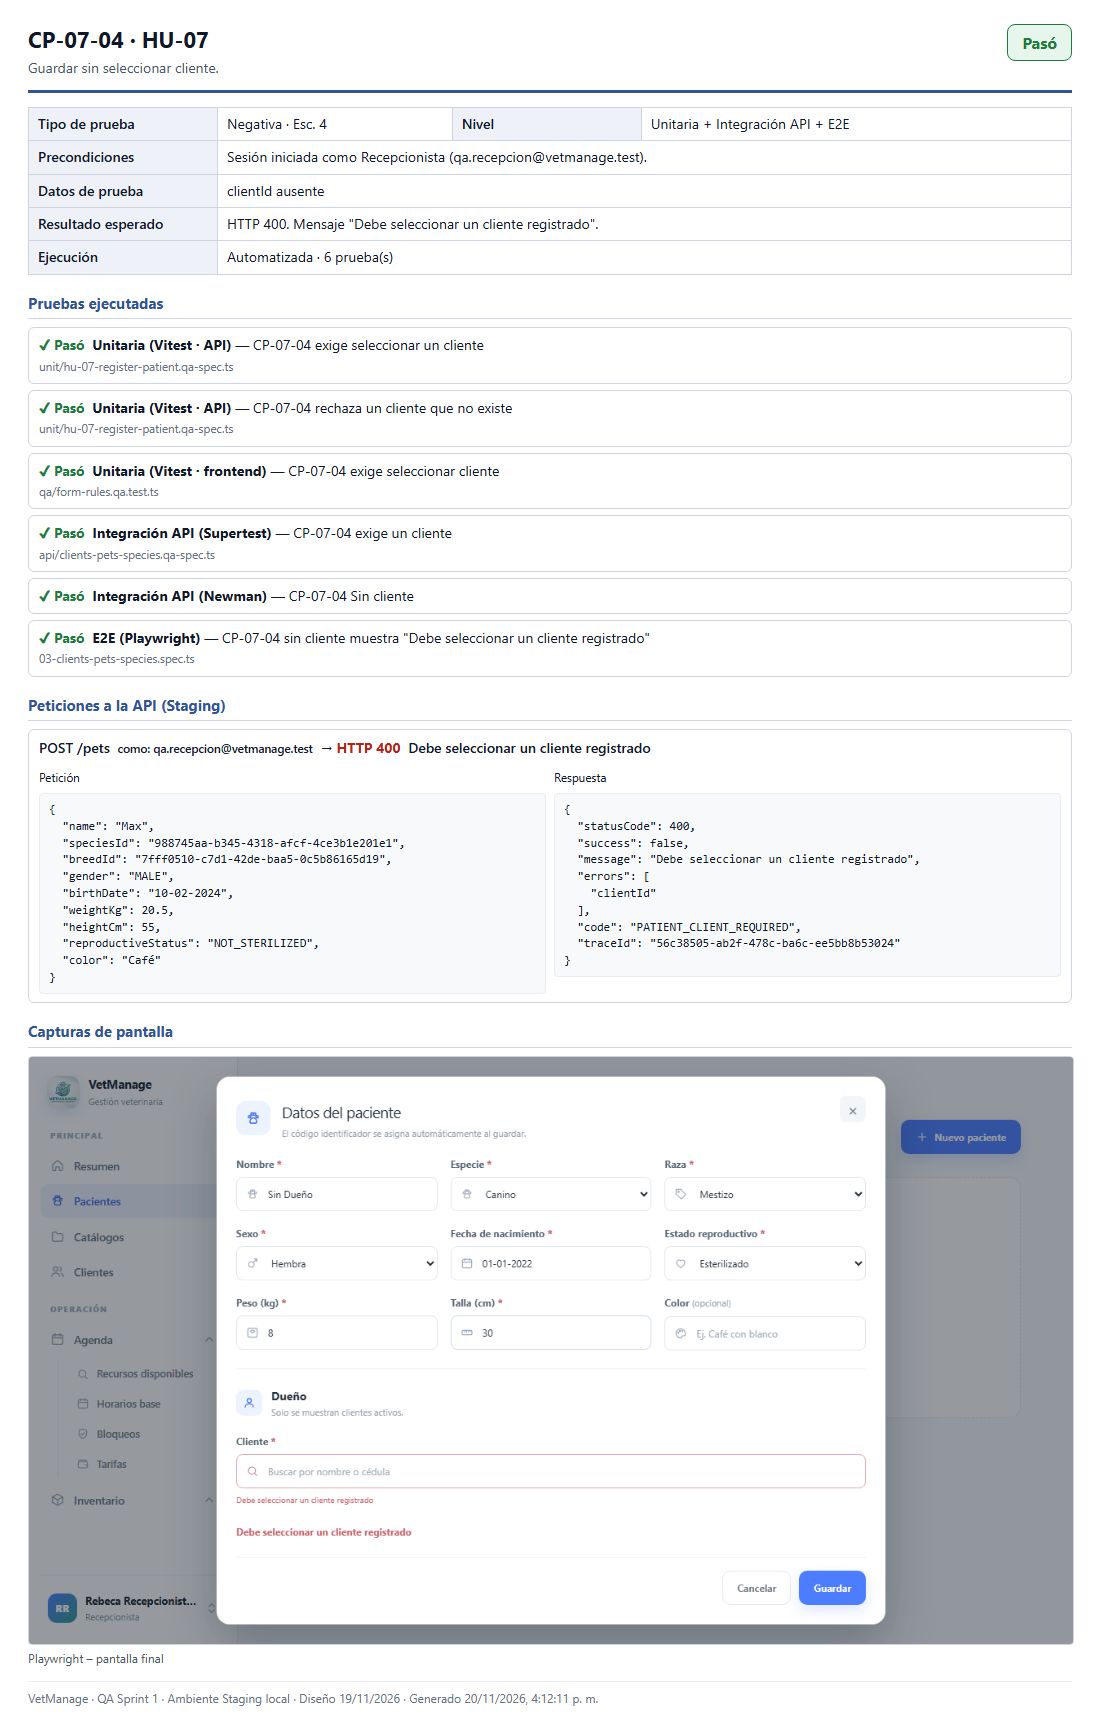 CP-07-04 · HU-07
Pasó
Guardar sin seleccionar cliente.
Tipo de prueba Negativa · Esc. 4 Nivel Unitaria + Integración API + E2E
Precondiciones Sesión iniciada como Recepcionista (qa.recepcion@vetmanage.test).
Datos de prueba clientId ausente
Resultado esperado HTTP 400. Mensaje "Debe seleccionar un cliente registrado".
Ejecución Automatizada · 6 prueba(s)
Pruebas ejecutadas
✓ Pasó Unitaria (Vitest · API) — CP-07-04 exige seleccionar un cliente
unit/hu-07-register-patient.qa-spec.ts
✓ Pasó Unitaria (Vitest · API) — CP-07-04 rechaza un cliente que no existe
unit/hu-07-register-patient.qa-spec.ts
✓ Pasó Unitaria (Vitest · frontend) — CP-07-04 exige seleccionar cliente
qa/form-rules.qa.test.ts
✓ Pasó Integración API (Supertest) — CP-07-04 exige un cliente
api/clients-pets-species.qa-spec.ts
✓ Pasó Integración API (Newman) — CP-07-04 Sin cliente
✓ Pasó E2E (Playwright) — CP-07-04 sin cliente muestra "Debe seleccionar un cliente registrado"
03-clients-pets-species.spec.ts
Peticiones a la API (Staging)
POST /pets como: qa.recepcion@vetmanage.test → HTTP 400 Debe seleccionar un cliente registrado
Petición
{
"name": "Max",
"speciesId": "988745aa-b345-4318-afcf-4ce3b1e201e1",
"breedId": "7fff0510-c7d1-42de-baa5-0c5b86165d19",
"gender": "MALE",
"birthDate": "10-02-2024",
"weightKg": 20.5,
"heightCm": 55,
"reproductiveStatus": "NOT_STERILIZED",
"color": "Café"
}
Respuesta
{
"statusCode": 400,
"success": false,
"message": "Debe seleccionar un cliente registrado",
"errors": [
"clientId"
],
"code": "PATIENT_CLIENT_REQUIRED",
"traceId": "56c38505-ab2f-478c-ba6c-ee5bb8b53024"
}
Capturas de pantalla
VetManage
Gestión veterinaria
PRINCIPAL
Resumen
Pacientes
Catálogos
Clientes
OPERACIÓN
Agenda
Recursos disponibles
Horarios base
Bloqueos
Tarifas
Inventario
RR
Rebeca Recepcionist...
Recepcionista
+ Nuevo paciente
Datos del paciente
El código identificador se asigna automáticamente al guardar.
×
Nombre * Especie * Raza *
Sin Dueño Canino Mestizo
Sexo * Fecha de nacimiento * Estado reproductivo *
Hembra 01-01-2022 Esterilizado
Peso (kg) * Talla (cm) * Color (opcional)
8 30 Ej. Café con blanco
Dueño
Solo se muestran clientes activos.
Cliente *
Buscar por nombre o cédula
Debe seleccionar un cliente registrado
Debe seleccionar un cliente registrado
Cancelar Guardar
Playwright – pantalla final
VetManage · QA Sprint 1 · Ambiente Staging local · Diseño 19/11/2026 · Generado 20/11/2026, 4:12:11 p. m.